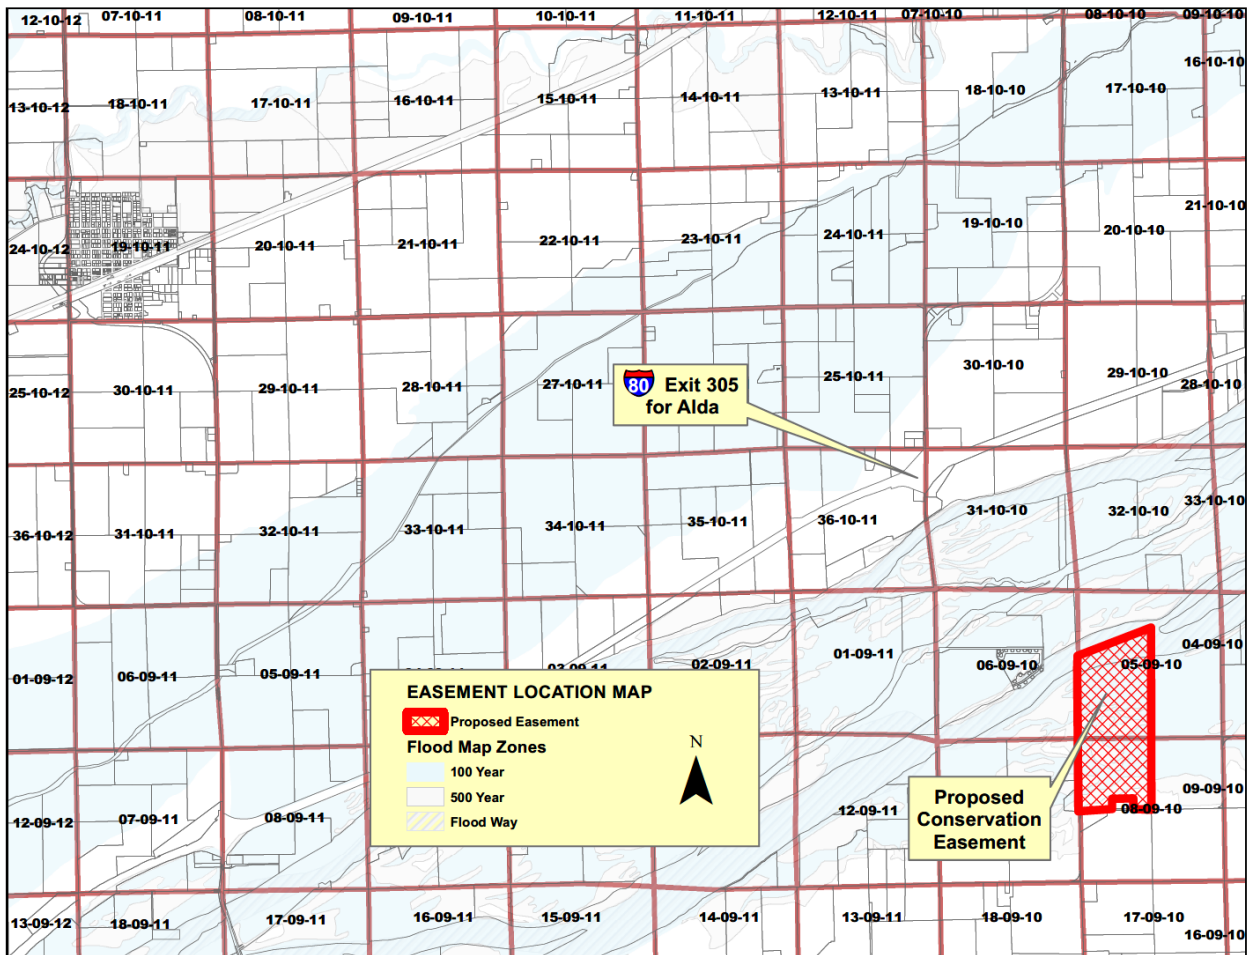 12-10-12 07-10-11 08-10-11 09-10-11 10-10-11 11-10-11 12-10-11 07-10-10 08-10-10 09-10-10
16-10-10
13-10-12 18-10-11 17-10-11 16-10-11 15-10-11 14-10-11 13-10-11 18-10-10 17-10-10
21-10-10
24-10-12 19-10-11 20-10-11 21-10-11 22-10-11 23-10-11 24-10-11 19-10-10 20-10-10
25-10-12 30-10-11 29-10-11 28-10-11 27-10-11 25-10-11 30-10-10 29-10-10 28-10-10
80 Exit 305
for Alda
36-10-12 31-10-11 32-10-11 33-10-11 34-10-11 35-10-11 36-10-11 31-10-10 32-10-10 33-10-10
01-09-12 06-09-11 05-09-11 03-09-11 02-09-11 01-09-11 06-09-10 05-09-10 04-09-10
EASEMENT LOCATION MAP
Proposed Easement
Flood Map Zones
100 Year
500 Year
Flood Way
N
Proposed
Conservation
Easement
12-09-12 07-09-11 08-09-11 12-09-11 08-09-10 09-09-10
13-09-12 18-09-11 17-09-11 16-09-11 15-09-11 14-09-11 13-09-11 18-09-10 17-09-10
16-09-10